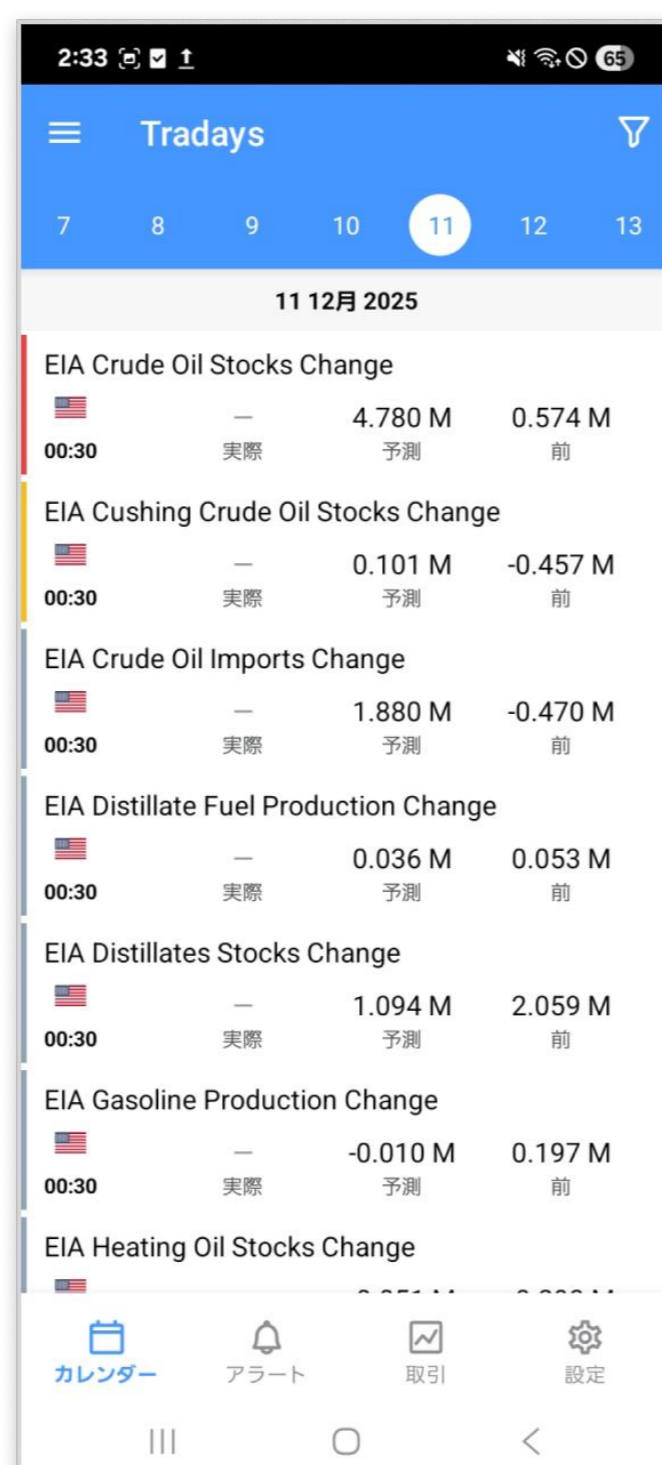 2:33
65
Tradays
7 8 9 10 11 12 13
11 12月 2025
EIA Crude Oil Stocks Change
— 4.780 M 0.574 M
00:30 実際 予測 前
EIA Cushing Crude Oil Stocks Change
— 0.101 M -0.457 M
00:30 実際 予測 前
EIA Crude Oil Imports Change
— 1.880 M -0.470 M
00:30 実際 予測 前
EIA Distillate Fuel Production Change
— 0.036 M 0.053 M
00:30 実際 予測 前
EIA Distillates Stocks Change
— 1.094 M 2.059 M
00:30 実際 予測 前
EIA Gasoline Production Change
— -0.010 M 0.197 M
00:30 実際 予測 前
EIA Heating Oil Stocks Change
カレンダー アラート 取引 設定